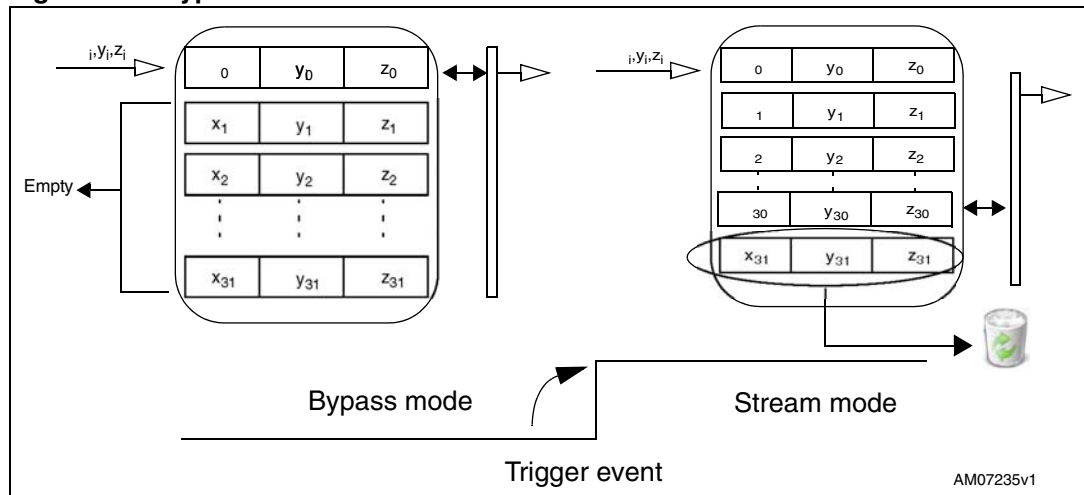 i,yi,zi
0 y0 z0
x1 y1 z1
x2 y2 z2
x31 y31 z31
Empty
i,yi,zi
0 y0 z0
1 y1 z1
2 y2 z2
30 y30 z30
x31 y31 z31
Bypass mode
Stream mode
Trigger event
AM07235v1